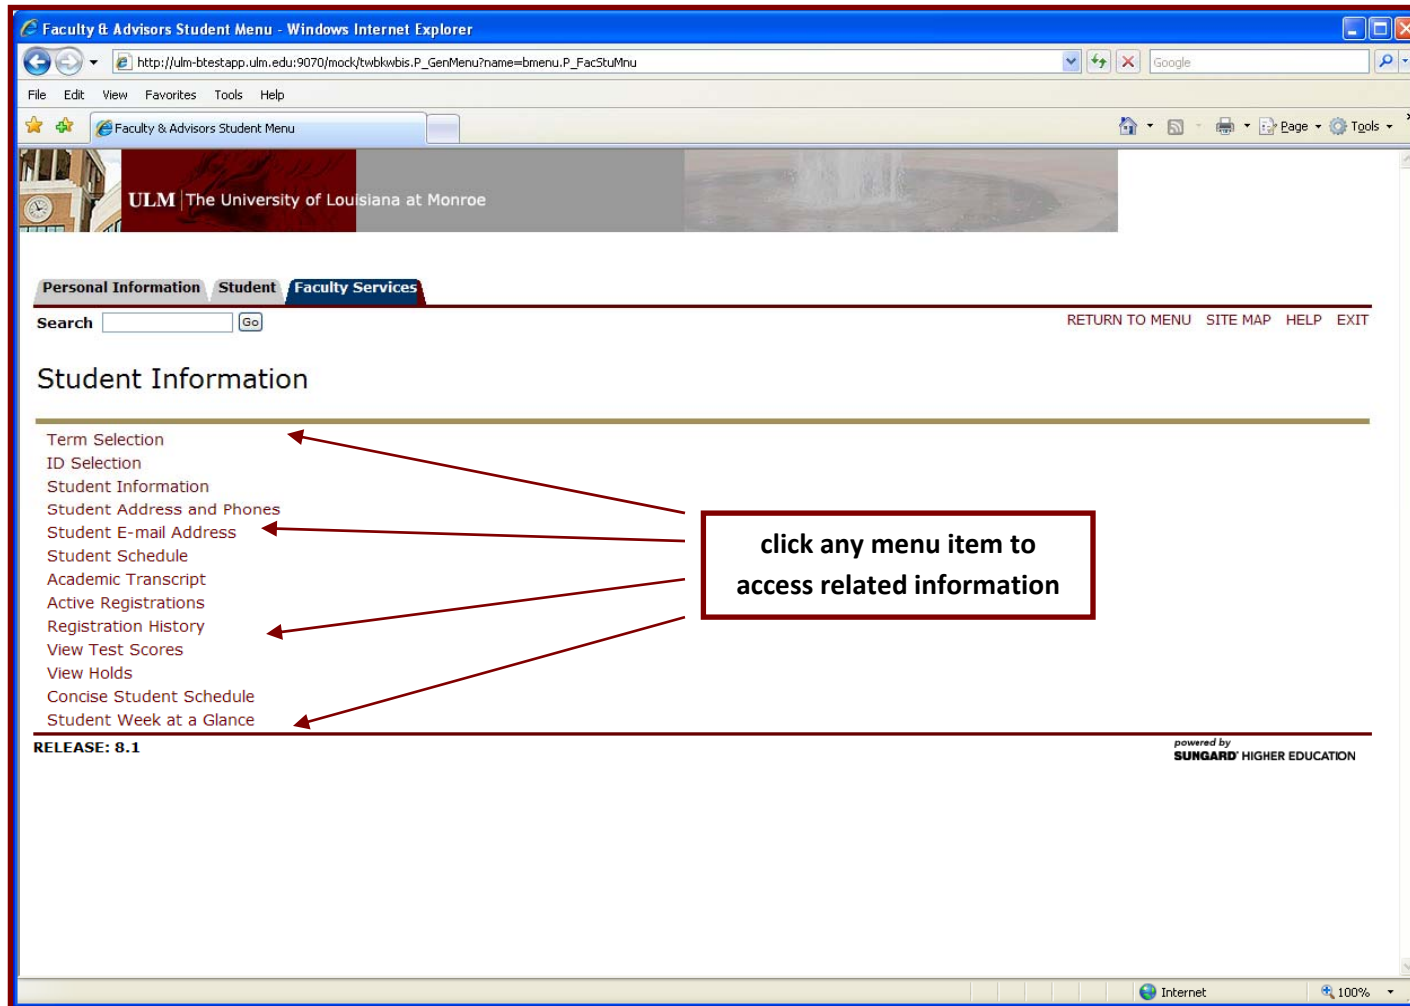 Faculty & Advisors Student Menu - Windows Internet Explorer
http://ulm-btestapp.ulm.edu:9070/mock/twbkwbis.P_GenMenu?name=bmenu.P_FacStuMnu
Google
File Edit View Favorites Tools Help
Faculty & Advisors Student Menu
Page Tools
ULM The University of Louisiana at Monroe
Personal Information Student Faculty Services
Search Go
RETURN TO MENU SITE MAP HELP EXIT
Student Information
Term Selection
ID Selection
Student Information
Student Address and Phones
Student E-mail Address
Student Schedule
Academic Transcript
Active Registrations
Registration History
View Test Scores
View Holds
Concise Student Schedule
Student Week at a Glance
click any menu item to
access related information
RELEASE: 8.1
powered by
SUNGARD HIGHER EDUCATION
Internet 100%